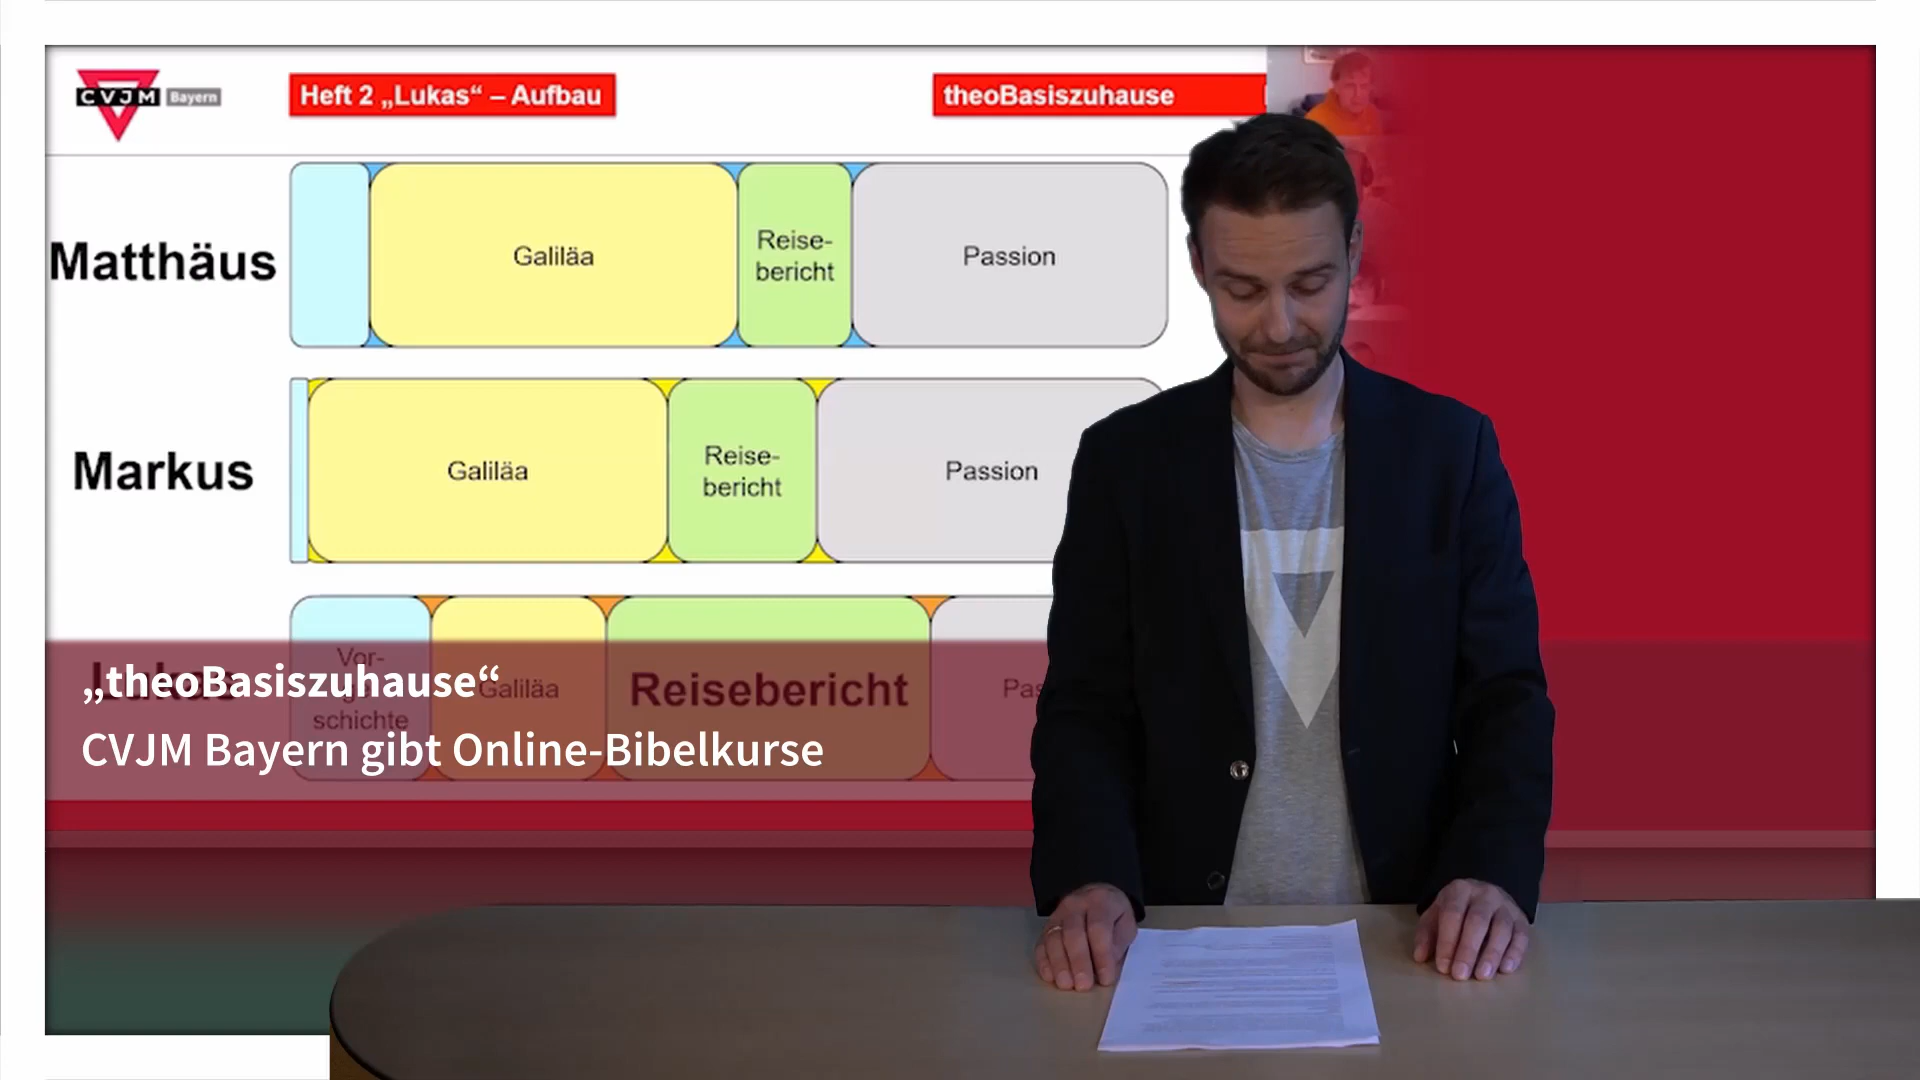 CVJM Bayern
Heft 2 „Lukas“ – Aufbau
theoBasiszuhause
Matthäus
Galiläa
Reise-
bericht
Passion
Markus
Galiläa
Reise-
bericht
Passion
Lukas
Vor-
schichte
Galiläa
Reisebericht
„theoBasiszuhause“
CVJM Bayern gibt Online-Bibelkurse